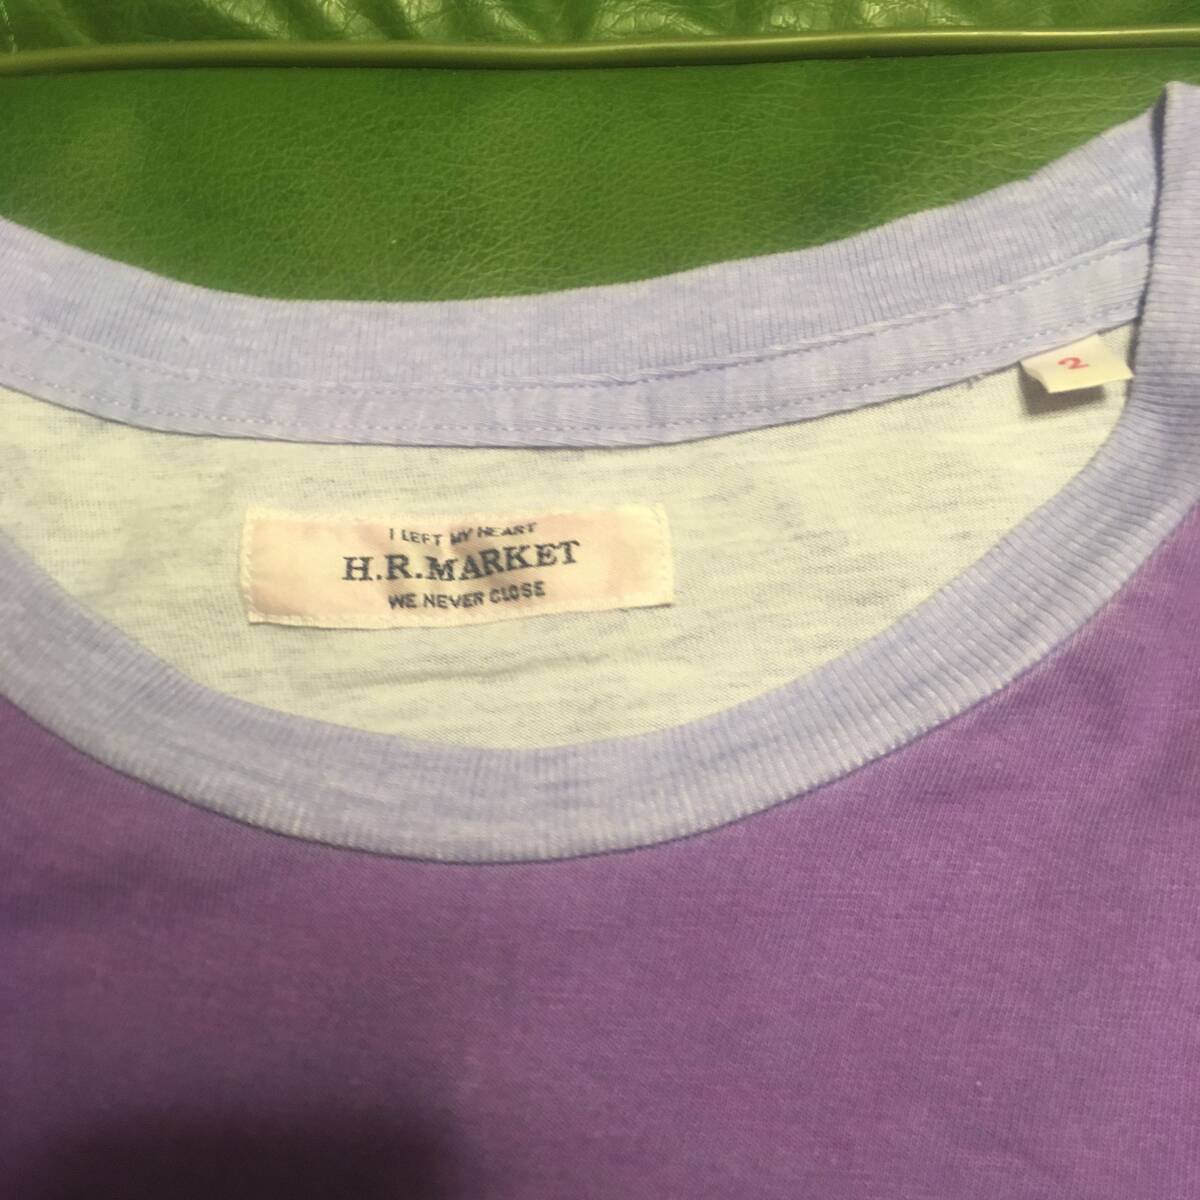 I LEFT MY HEART
H.R.MARKET
WE NEVER CLOSE
2